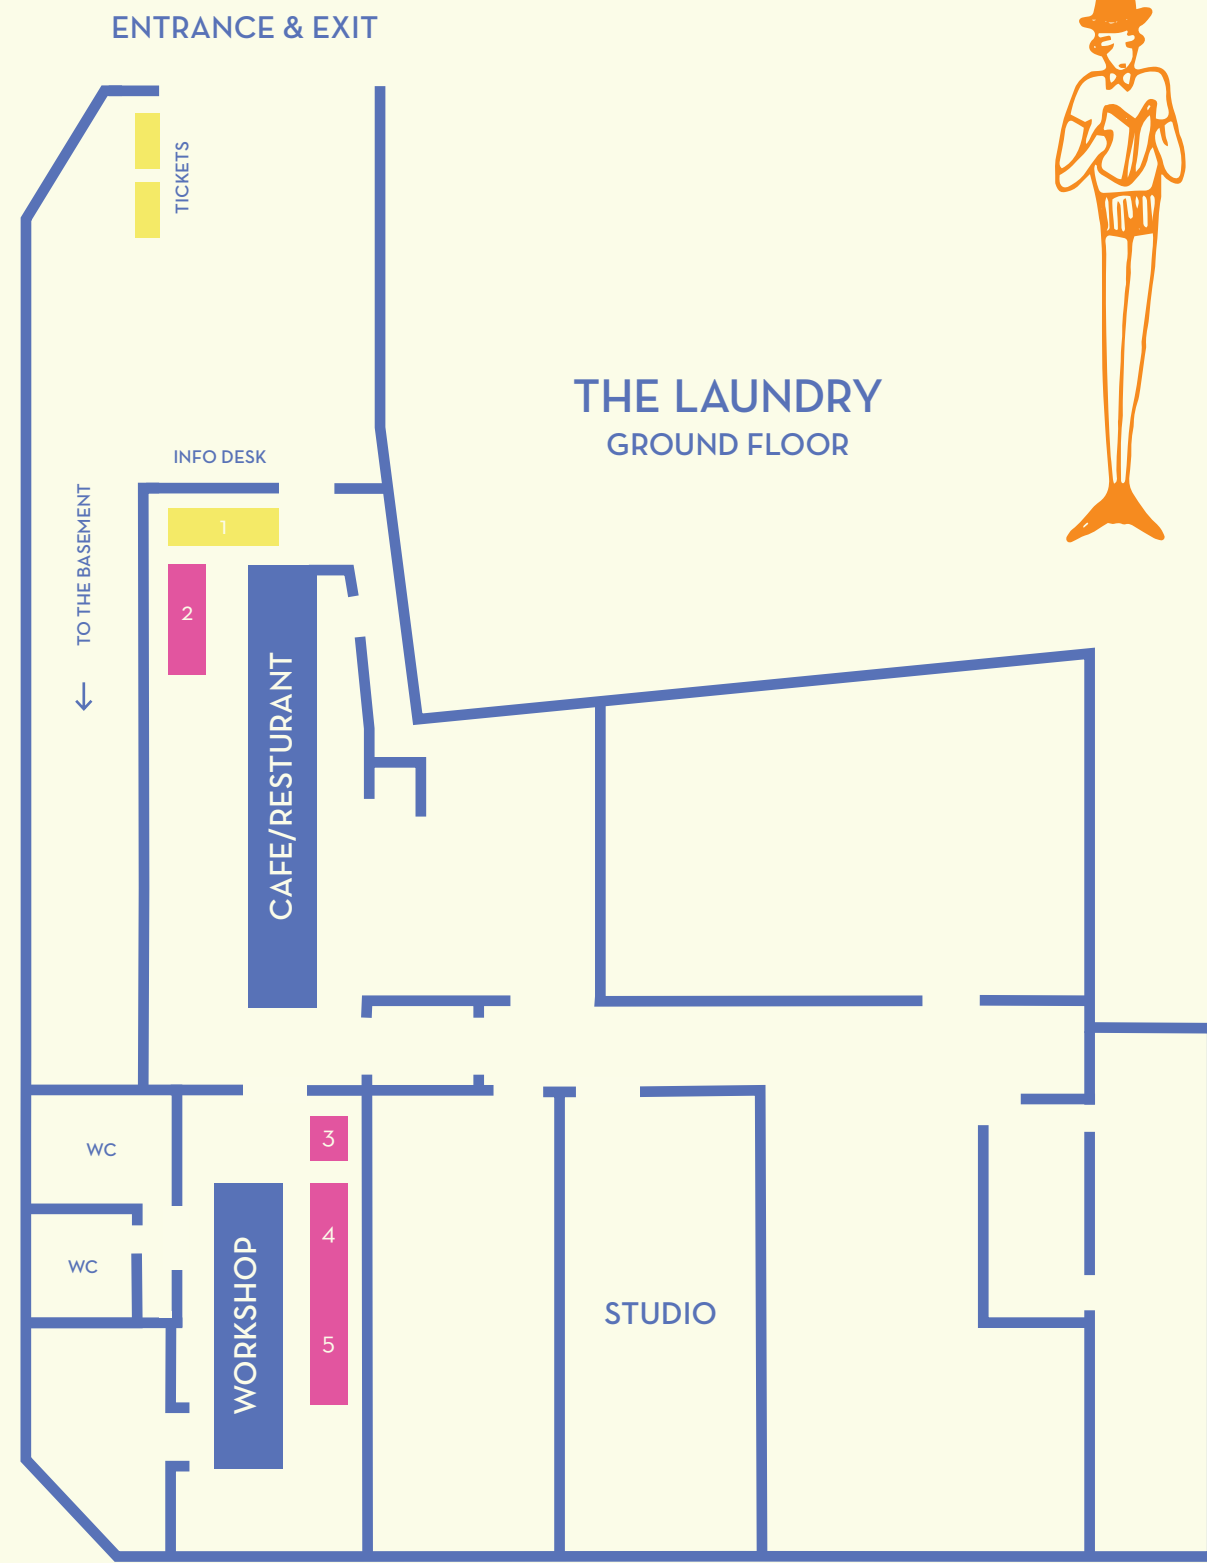 ENTRANCE & EXIT
TICKETS
THE LAUNDRY
GROUND FLOOR
INFO DESK
TO THE BASEMENT
1
2
CAFE/RESTURANT
3
WC
4
WC
WORKSHOP
STUDIO
5